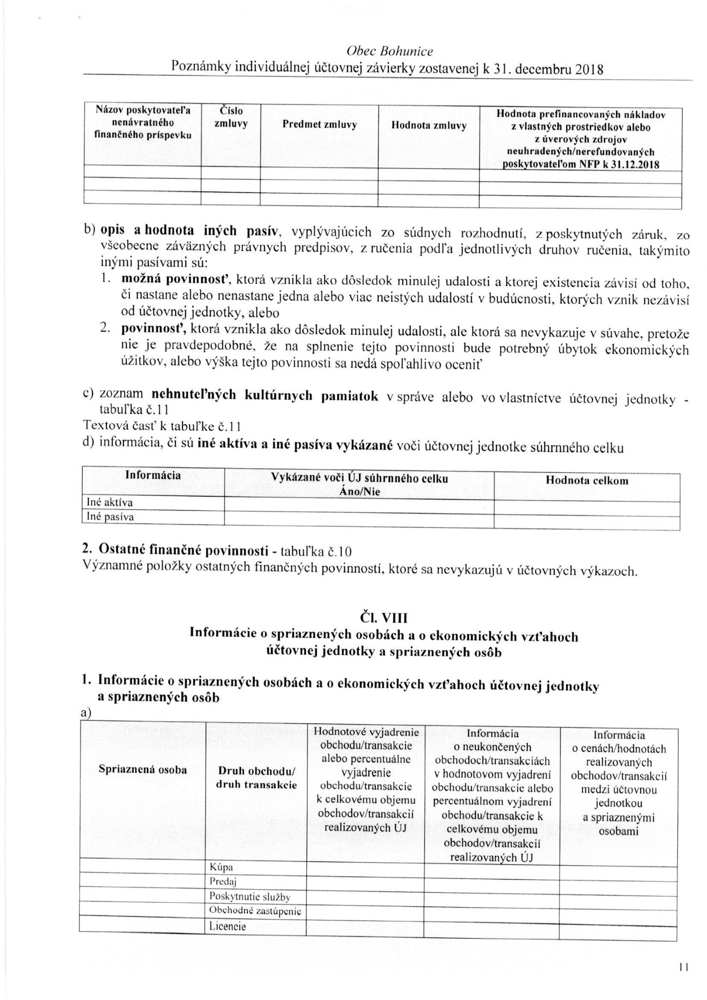 Obec Bohunice
Poznámky individuálnej účtovnej závierky zostavenej k 31. decembru 2018
Názov poskytovateľa
nenávratného
finančného príspevku
Číslo
zmluvy
Predmet zmluvy
Hodnota zmluvy
Hodnota prefinancovaných nákladov
z vlastných prostriedkov alebo
z úverových zdrojov
neuhradených/nerefundovaných
poskytovateľom NFP k 31.12.2018
b) opis a hodnota iných pasív, vyplývajúcich zo súdnych rozhodnutí, z poskytnutých záruk, zo
všeobecne záväzných právnych predpisov, z ručenia podľa jednotlivých druhov ručenia, takýmito
inými pasívami sú:
1. možná povinnosť, ktorá vznikla ako dôsledok minulej udalosti a ktorej existencia závisí od toho,
či nastane alebo nenastane jedna alebo viac neistých udalostí v budúcnosti, ktorých vznik nezávisí
od účtovnej jednotky, alebo
2. povinnosť, ktorá vznikla ako dôsledok minulej udalosti, ale ktorá sa nevykazuje v súvahe, pretože
nie je pravdepodobné, že na splnenie tejto povinnosti bude potrebný úbytok ekonomických
úžitkov, alebo výška tejto povinnosti sa nedá spoľahlivo oceniť
c) zoznam nehnuteľných kultúrnych pamiatok v správe alebo vo vlastníctve účtovnej jednotky -
tabuľka č.11
Textová časť k tabuľke č.11
d) informácia, či sú iné aktíva a iné pasíva vykázané voči účtovnej jednotke súhrnného celku
Informácia
Vykázané voči ÚJ súhrnného celku
Áno/Nie
Hodnota celkom
Iné aktíva
Iné pasíva
2. Ostatné finančné povinnosti - tabuľka č.10
Významné položky ostatných finančných povinností, ktoré sa nevykazujú v účtovných výkazoch.
Čl. VIII
Informácie o spriaznených osobách a o ekonomických vzťahoch
účtovnej jednotky a spriaznených osôb
1. Informácie o spriaznených osobách a o ekonomických vzťahoch účtovnej jednotky
a spriaznených osôb
a)
Spriaznená osoba
Druh obchodu/
druh transakcie
Hodnotové vyjadrenie
obchodu/transakcie
alebo percentuálne
vyjadrenie
obchodu/transakcie
k celkovému objemu
obchodov/transakcií
realizovaných ÚJ
Informácia
o neukončených
obchodoch/transakciách
v hodnotovom vyjadrení
obchodu/transakcie alebo
percentuálnom vyjadrení
obchodu/transakcie k
celkovému objemu
obchodov/transakcií
realizovaných ÚJ
Informácia
o cenách/hodnotách
realizovaných
obchodov/transakcií
medzi účtovnou
jednotkou
a spriaznenými
osobami
Kúpa
Predaj
Poskytnutie služby
Obchodné zastúpenie
Licencie
11